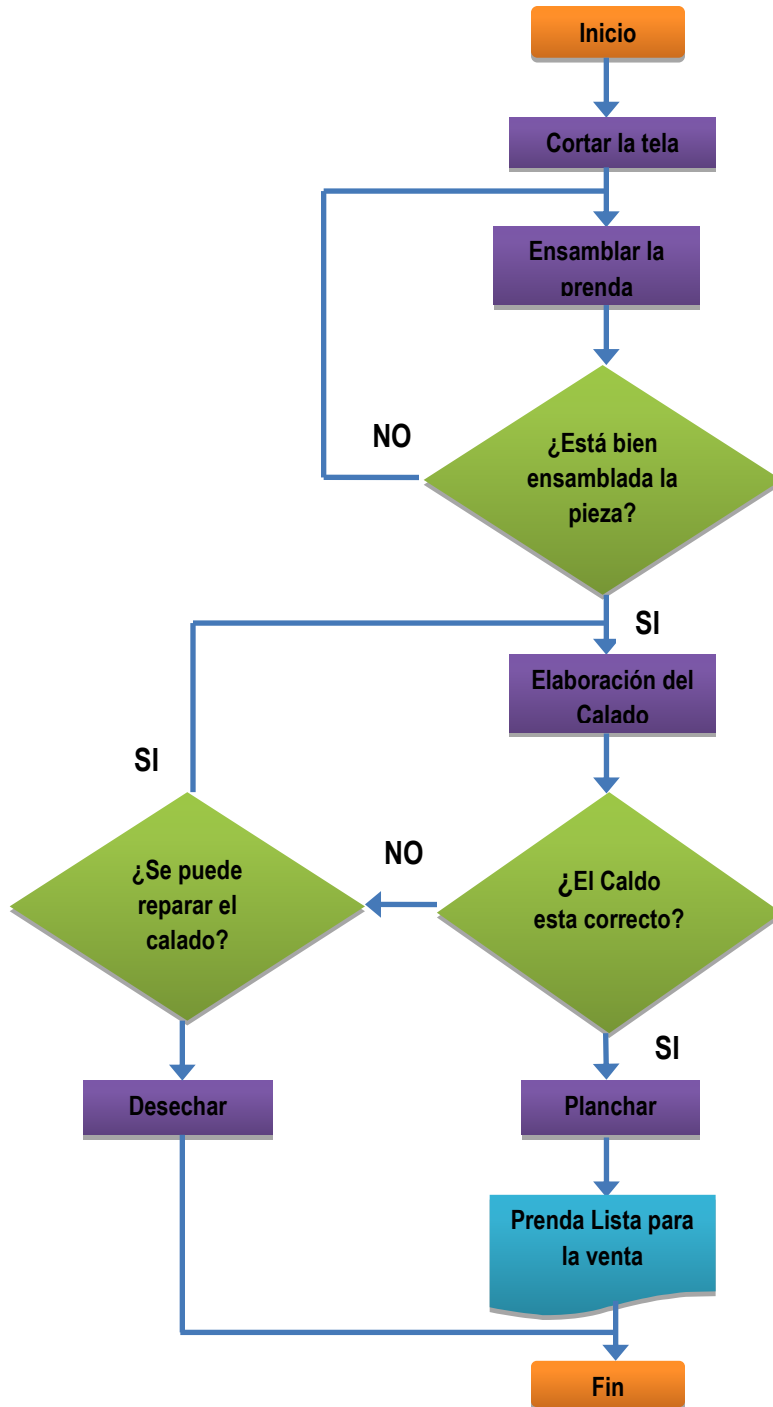 Inicio
Cortar la tela
Ensamblar la
prenda
NO
¿Está bien
ensamblada la
pieza?
SI
Elaboración del
Calado
SI
¿Se puede
reparar el
calado?
NO
¿El Caldo
esta correcto?
SI
Desechar
Planchar
Prenda Lista para
la venta
Fin